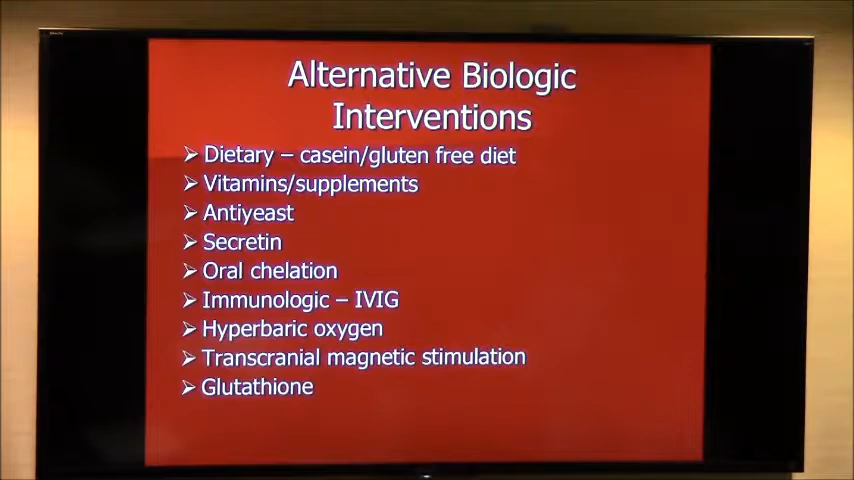 Alternative Biologic
Interventions
➢ Dietary – casein/gluten free diet
➢ Vitamins/supplements
➢ Antiyeast
➢ Secretin
➢ Oral chelation
➢ Immunologic – IVIG
➢ Hyperbaric oxygen
➢ Transcranial magnetic stimulation
➢ Glutathione